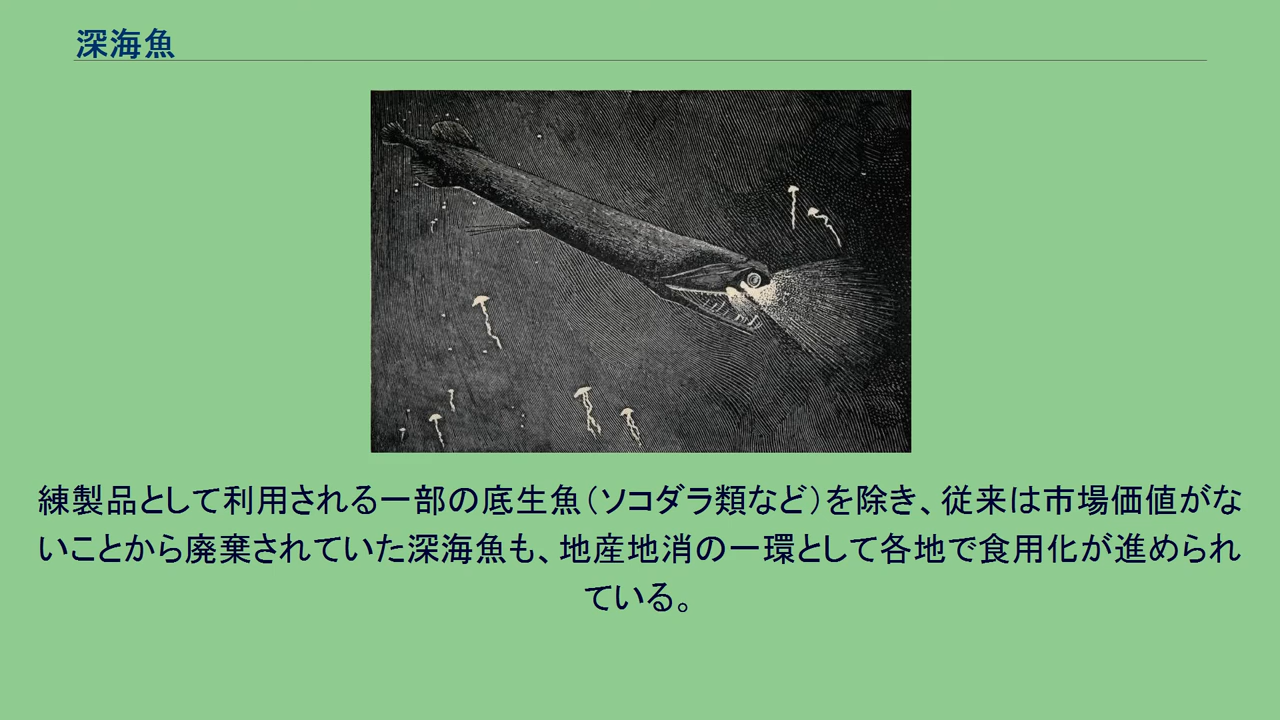 深海魚
練製品として利用される一部の底生魚（ソコダラ類など）を除き、従来は市場価値がな
いことから廃棄されていた深海魚も、地産地消の一環として各地で食用化が進められ
ている。